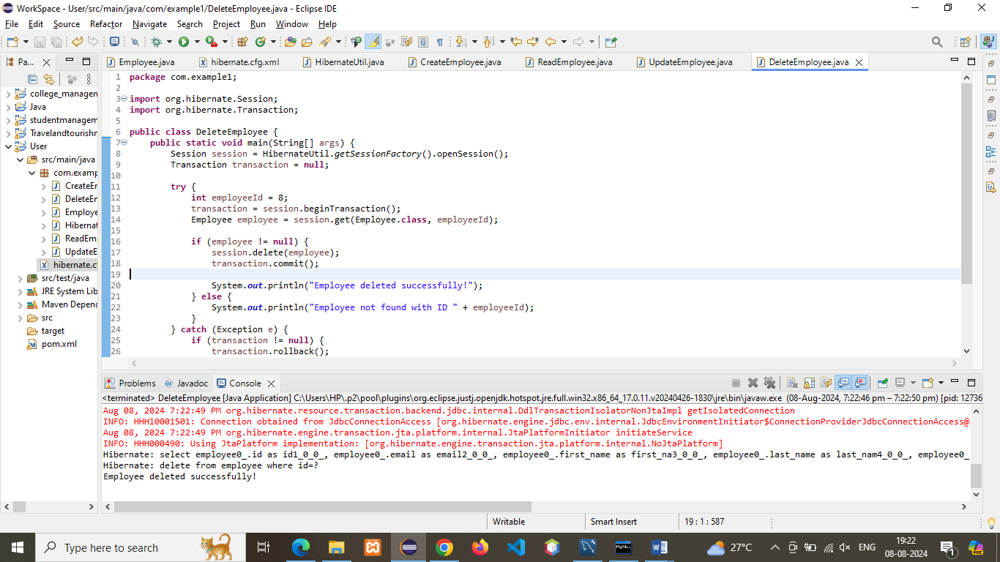 WorkSpace - User/src/main/java/com/example1/DeleteEmployee.java - Eclipse IDE
File Edit Source Refactor Navigate Search Project Run Window Help
Pa...
college_managem
Java
studentmanagem
Travelandtourishm
User
src/main/java
com.examp
CreateEr
DeleteEr
Employe
Hibernat
ReadEm
UpdateE
hibernate.cf
src/test/java
JRE System Lib
Maven Depend
src
target
pom.xml
Employee.java hibernate.cfg.xml HibernateUtil.java CreateEmployee.java ReadEmployee.java UpdateEmployee.java DeleteEmployee.java
1 package com.example1;
2
3 import org.hibernate.Session;
4 import org.hibernate.Transaction;
5
6 public class DeleteEmployee {
7 public static void main(String[] args) {
8 Session session = HibernateUtil.getSessionFactory().openSession();
9 Transaction transaction = null;
10
11 try {
12 int employeeId = 8;
13 transaction = session.beginTransaction();
14 Employee employee = session.get(Employee.class, employeeId);
15
16 if (employee != null) {
17 session.delete(employee);
18 transaction.commit();
19
20 System.out.println("Employee deleted successfully!");
21 } else {
22 System.out.println("Employee not found with ID " + employeeId);
23 }
24 } catch (Exception e) {
25 if (transaction != null) {
26 transaction.rollback();
Problems @ Javadoc Console
<terminated> DeleteEmployee [Java Application] C:\Users\HP\.p2\pool\plugins\org.eclipse.justj.openjdk.hotspot.jre.full.win32.x86_64_17.0.11.v20240426-1830\jre\bin\javaw.exe (08-Aug-2024, 7:22:46 pm – 7:22:50 pm) [pid: 12736
Aug 08, 2024 7:22:49 PM org.hibernate.resource.transaction.backend.jdbc.internal.DdlTransactionIsolatorNonJtaImpl getIsolatedConnection
INFO: HHH10001501: Connection obtained from JdbcConnectionAccess [org.hibernate.engine.jdbc.env.internal.JdbcEnvironmentInitiator$ConnectionProviderJdbcConnectionAccess@
Aug 08, 2024 7:22:49 PM org.hibernate.engine.transaction.jta.platform.internal.JtaPlatformInitiator initiateService
INFO: HHH000490: Using JtaPlatform implementation: [org.hibernate.engine.transaction.jta.platform.internal.NoJtaPlatform]
Hibernate: select employee0_.id as id1_0_0_, employee0_.email as email2_0_0_, employee0_.first_name as first_na3_0_0_, employee0_.last_name as last_nam4_0_0_, employee0_
Hibernate: delete from employee where id=?
Employee deleted successfully!
Writable Smart Insert 19 : 1 : 587
Type here to search
27°C ENG
19:22
08-08-2024
1
PRE